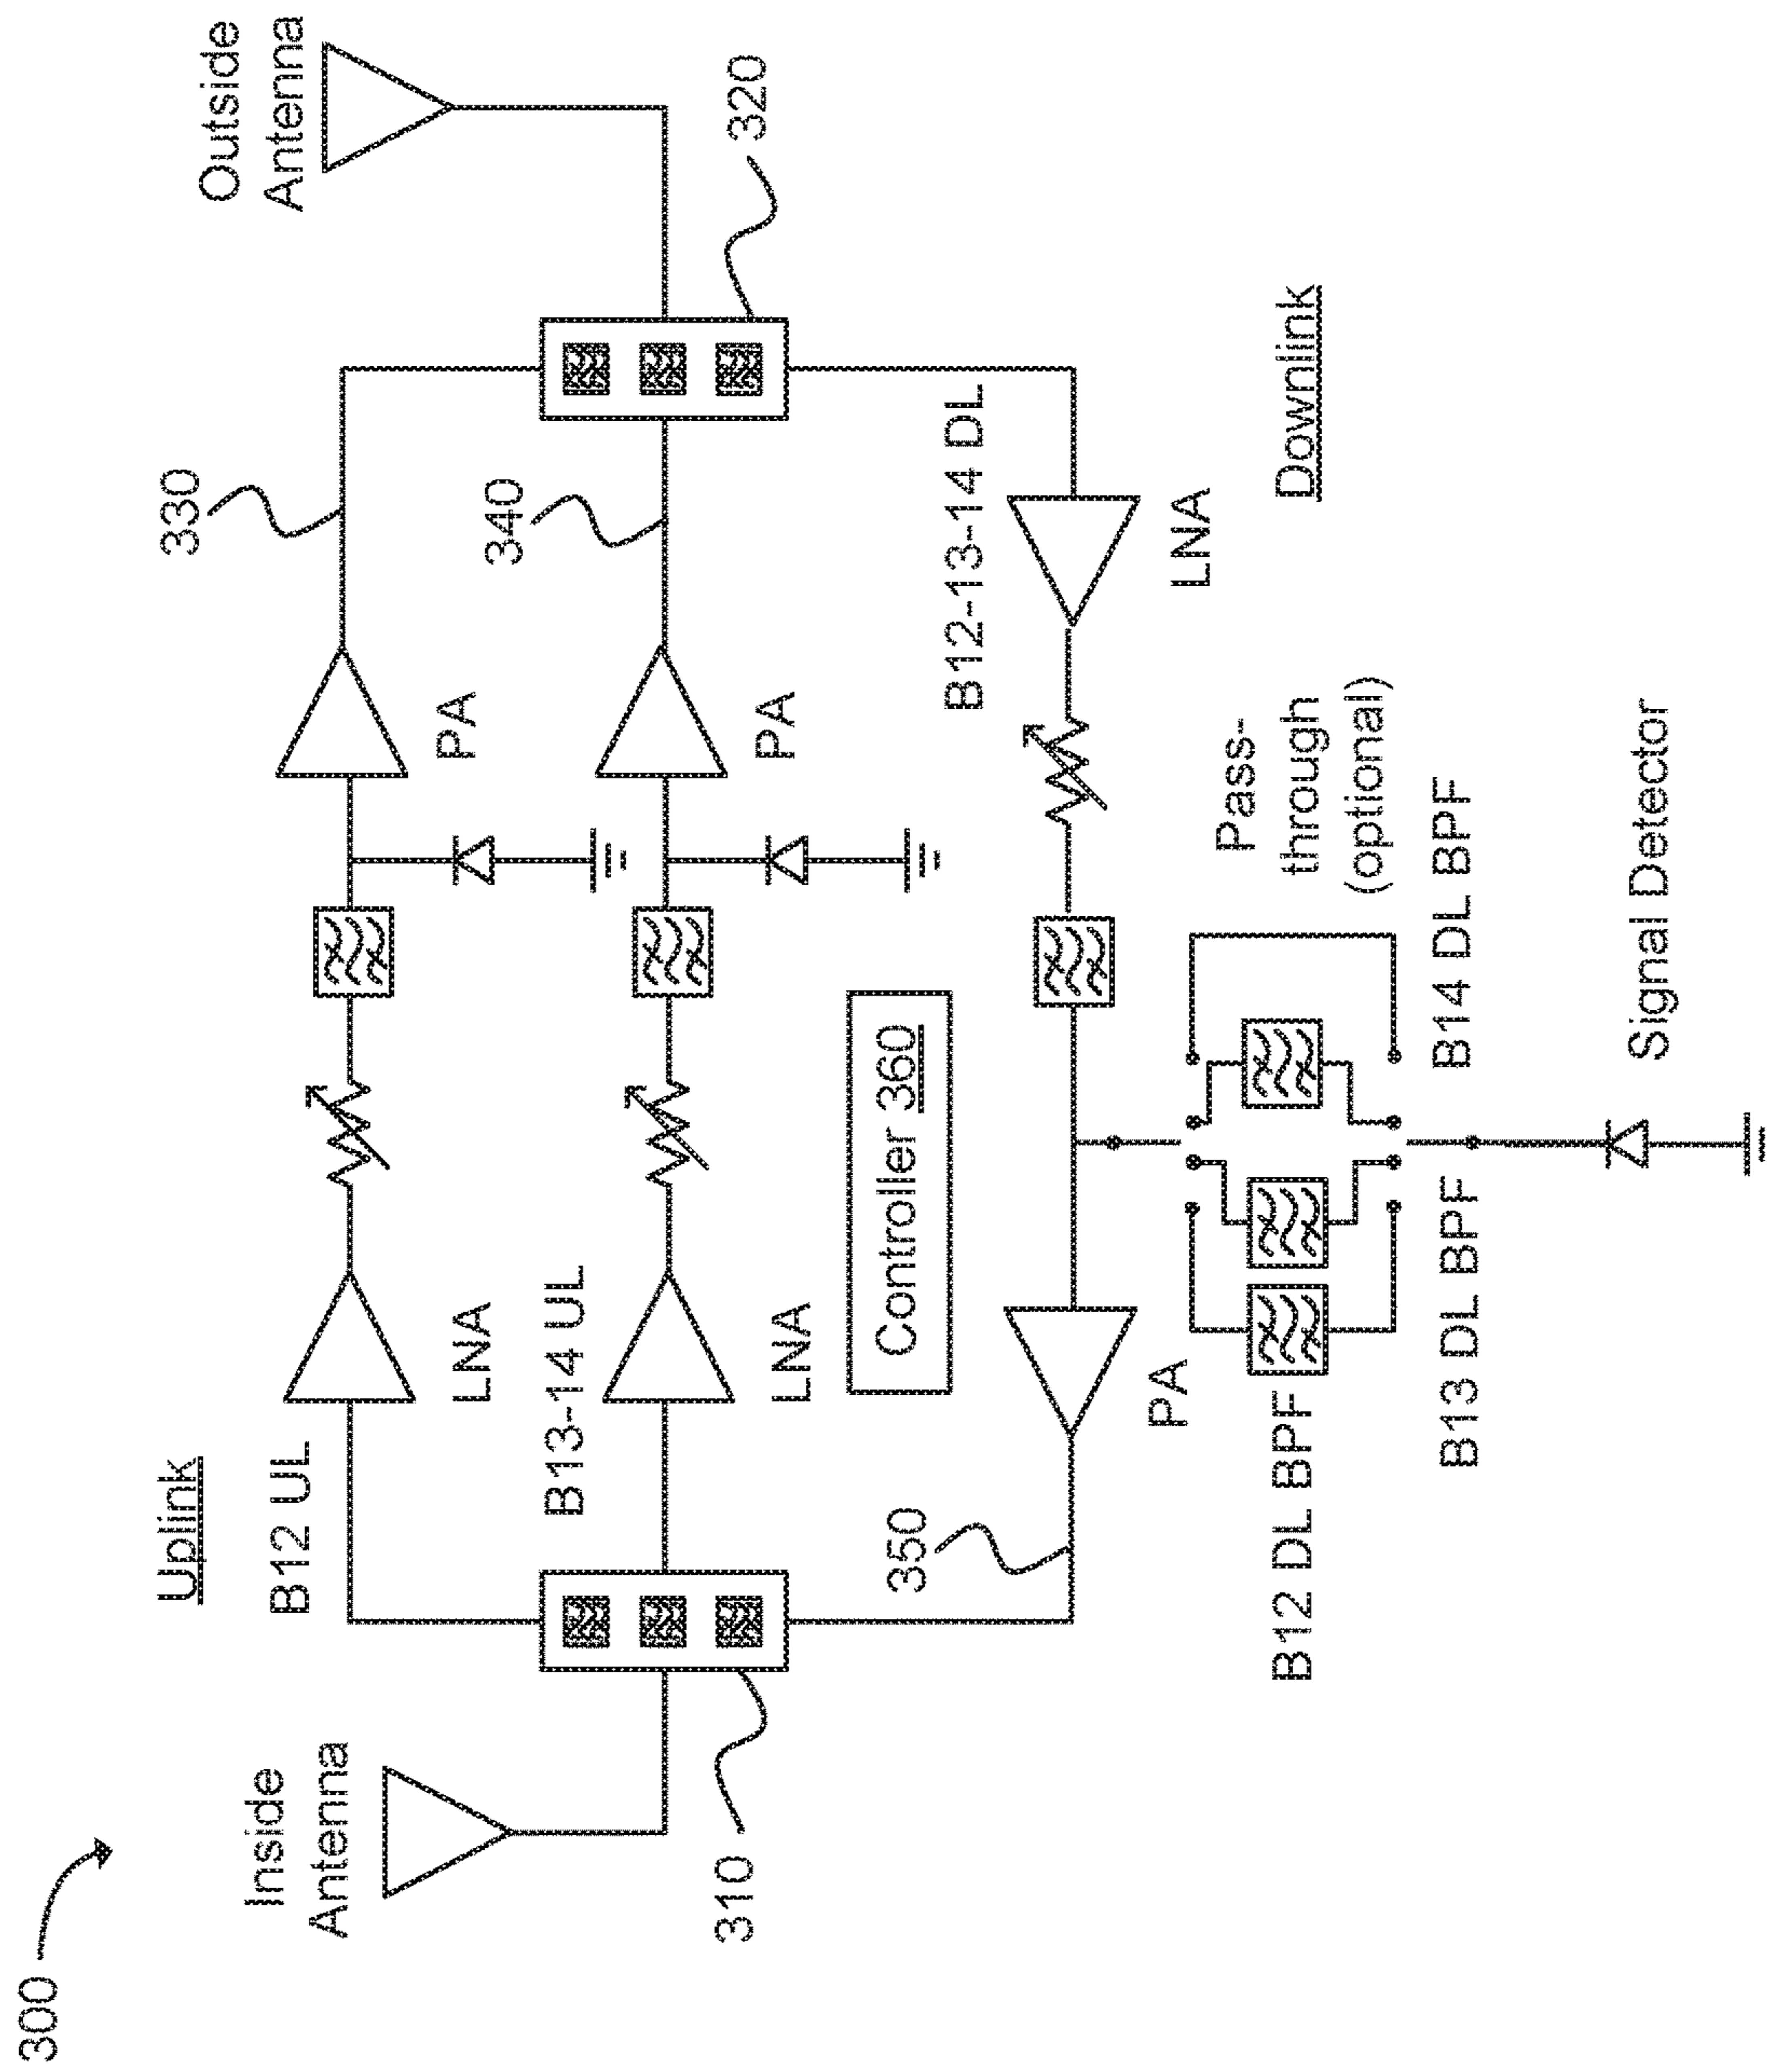 300
Uplink
Inside
Antenna
Outside
Antenna
B12 UL
330
LNA
PA
B13-14 UL
340
LNA
PA
310
320
Controller 360
350
B12-13-14 DL
PA
LNA
Downlink
Pass-
through
(optional)
B12 DL BPF
B14 DL BPF
B13 DL BPF
Signal Detector